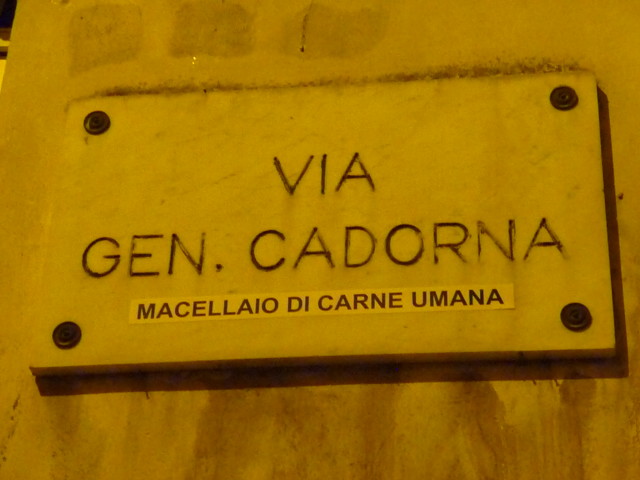 VIA
GEN. CADORNA
MACELLAIO DI CARNE UMANA